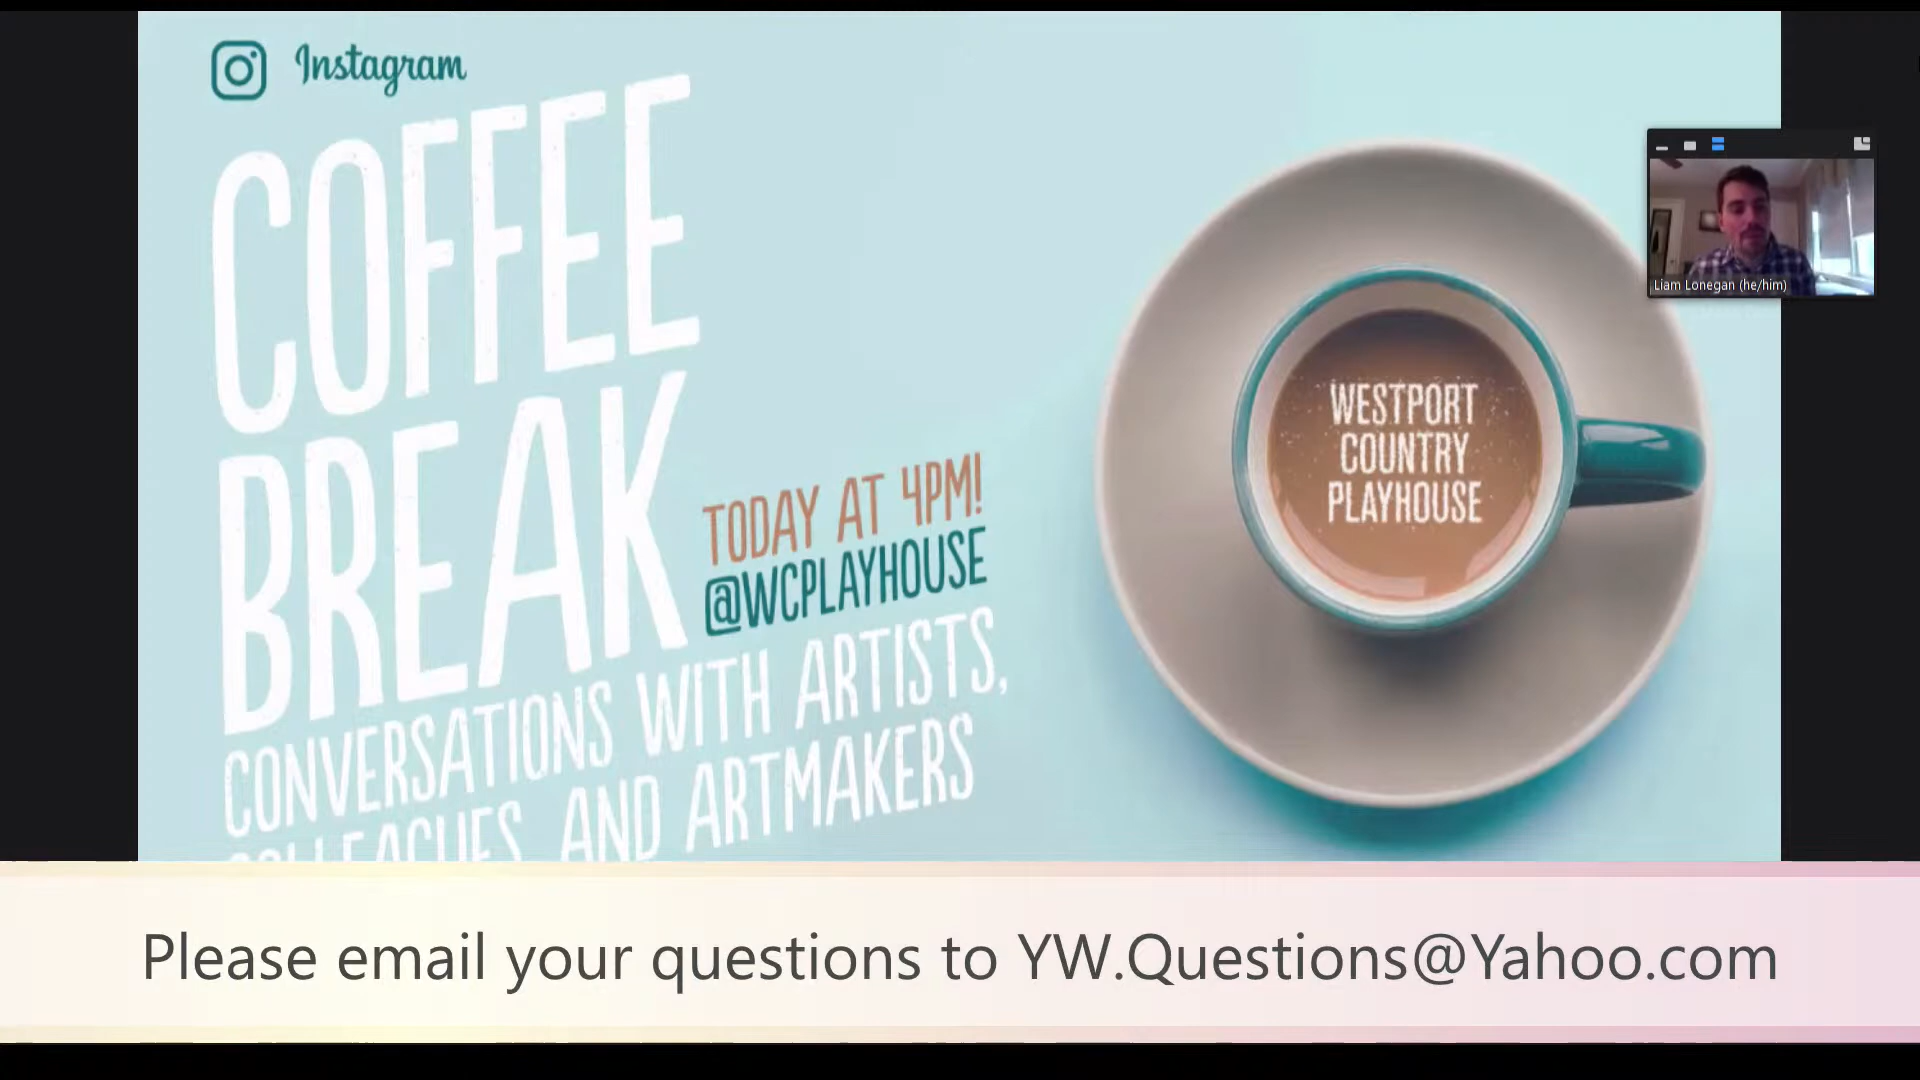 Instagram
COFFEE
BREAK
TODAY AT 4PM!
@WCPLAYHOUSE
CONVERSATIONS WITH ARTISTS,
COLLEAGUES, AND ARTMAKERS
WESTPORT
COUNTRY
PLAYHOUSE
Liam Lonegan (he/him)
Please email your questions to YW.Questions@Yahoo.com